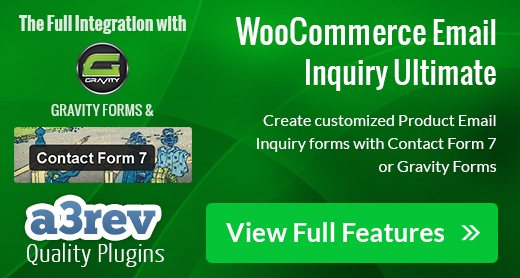 The Full Integration with
GRAVITY
GRAVITY FORMS &
Contact Form 7
a3rev
Quality Plugins
WooCommerce Email
Inquiry Ultimate
Create customized Product Email
Inquiry forms with Contact Form 7
or Gravity Forms
View Full Features »